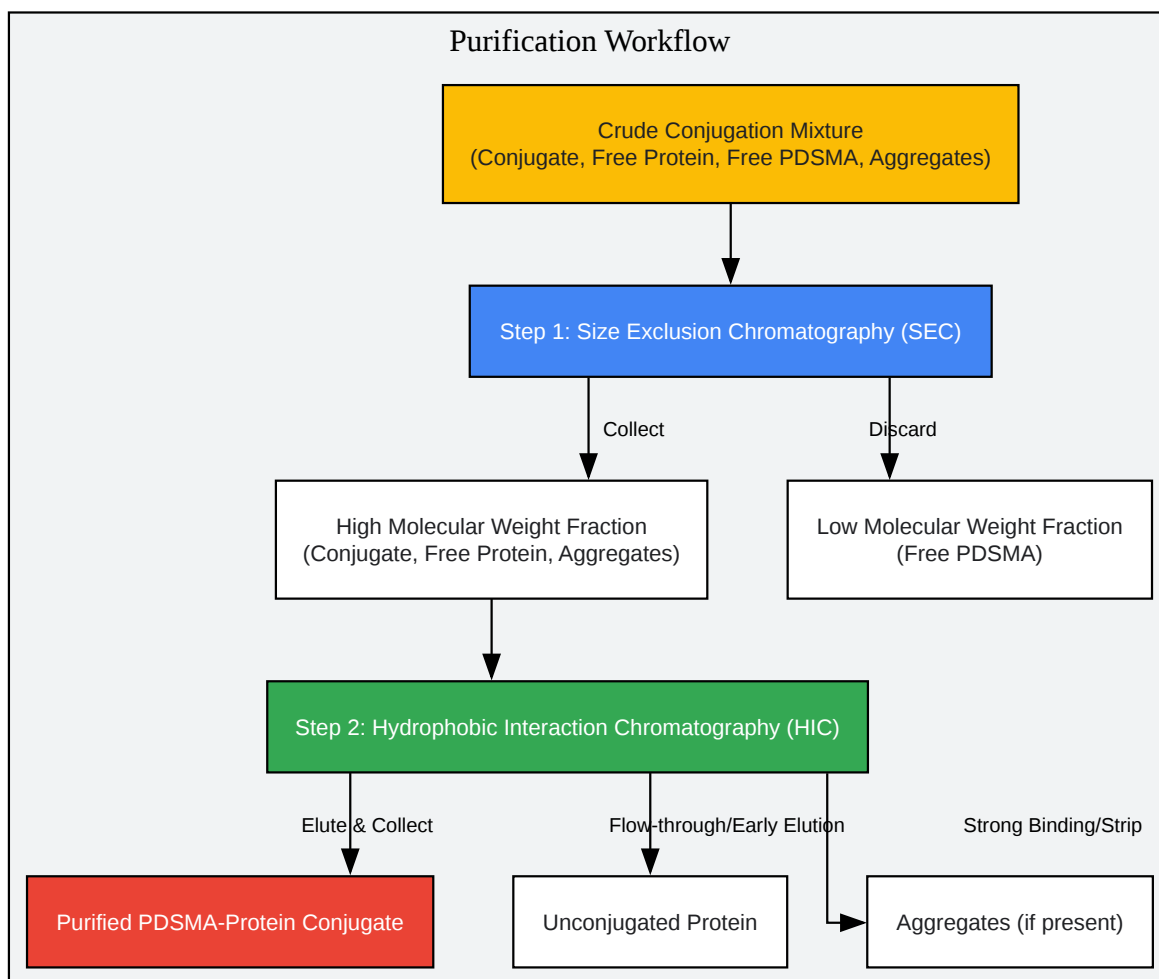 Purification Workflow
Crude Conjugation Mixture
(Conjugate, Free Protein, Free PDSMA, Aggregates)
Step 1: Size Exclusion Chromatography (SEC)
Collect
Discard
High Molecular Weight Fraction
(Conjugate, Free Protein, Aggregates)
Low Molecular Weight Fraction
(Free PDSMA)
Step 2: Hydrophobic Interaction Chromatography (HIC)
Elute & Collect
Flow-through/Early Elution
Strong Binding/Strip
Purified PDSMA-Protein Conjugate
Unconjugated Protein
Aggregates (if present)